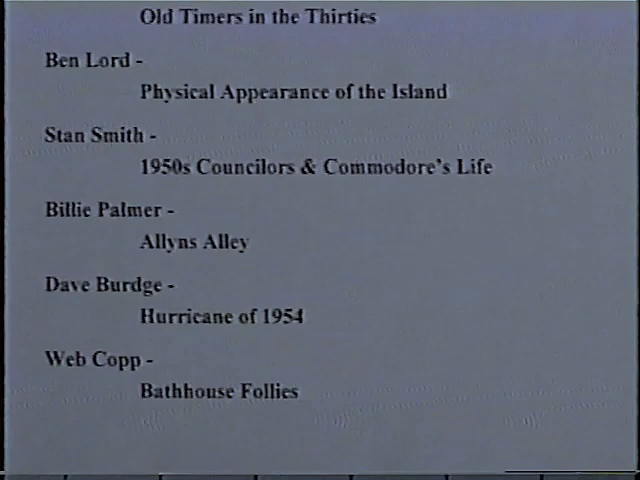 Old Timers in the Thirties
Ben Lord -
Physical Appearance of the Island
Stan Smith -
1950s Councilors & Commodore's Life
Billie Palmer -
Allyns Alley
Dave Burdge -
Hurricane of 1954
Web Copp -
Bathhouse Follies